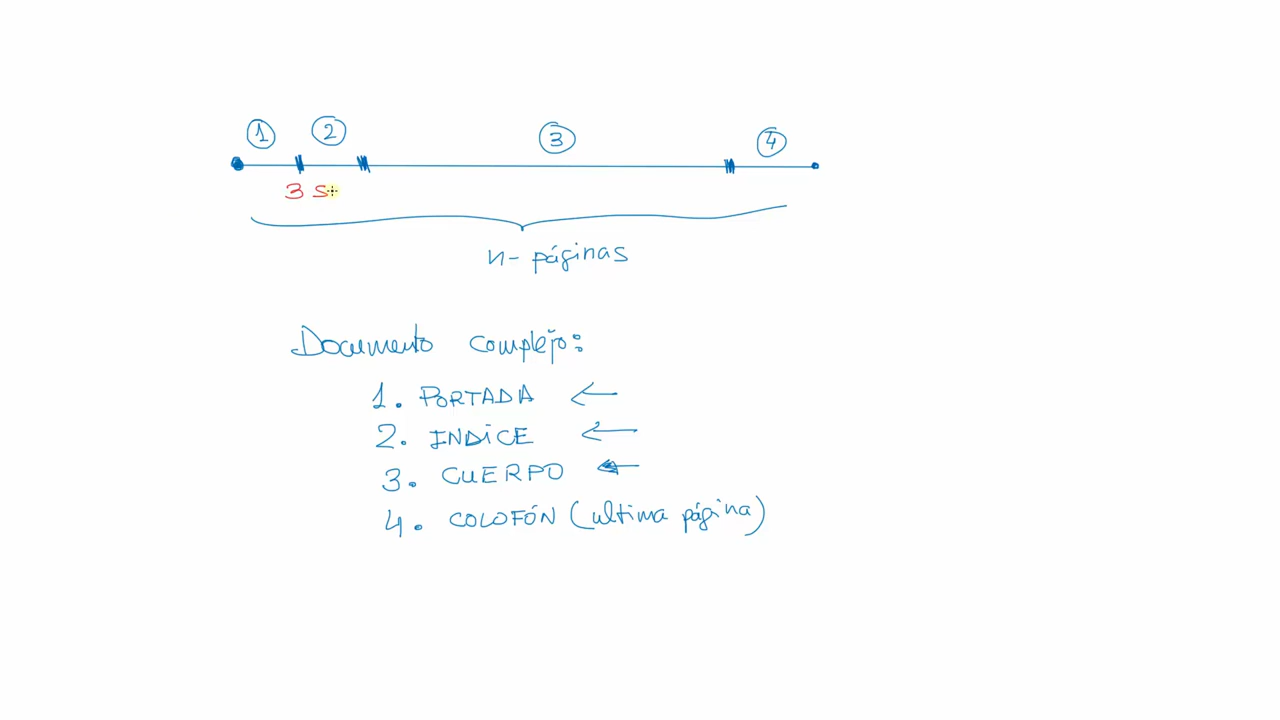 1 2 3 4
3 S
n- páginas
Documento complejo:
1. PORTADA
2. INDICE
3. CUERPO
4. COLOFÓN (ultima página)